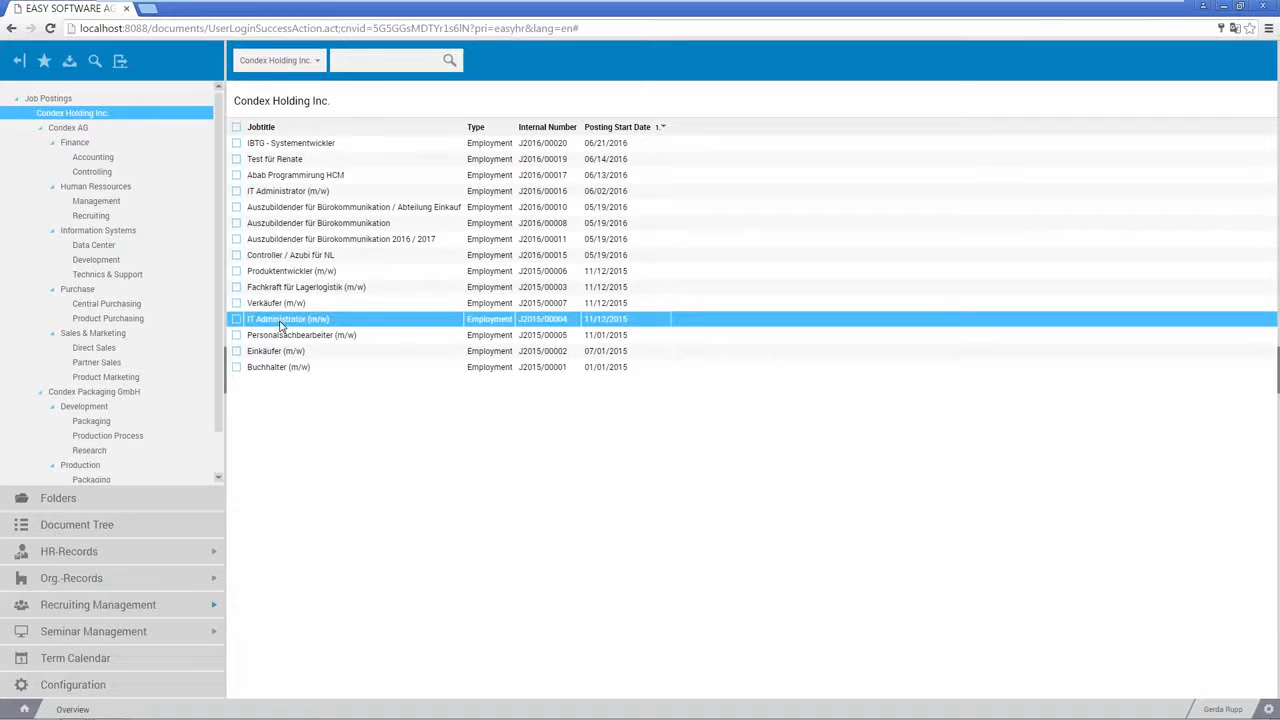 EASY SOFTWARE AG
localhost:8088/documents/UserLoginSuccessAction.act;cnvid=5G5GGsMDTYr1s6lN?pri=easyhr&lang=en#
Condex Holding Inc.
Job Postings
Condex Holding Inc.
Condex AG
Finance
Accounting
Controlling
Human Ressources
Management
Recruiting
Information Systems
Data Center
Development
Technics & Support
Purchase
Central Purchasing
Product Purchasing
Sales & Marketing
Direct Sales
Partner Sales
Product Marketing
Condex Packaging GmbH
Development
Packaging
Production Process
Research
Production
Packaging
Folders
Document Tree
HR-Records
Org.-Records
Recruiting Management
Seminar Management
Term Calendar
Configuration
Condex Holding Inc.
Jobtitle Type Internal Number Posting Start Date 1.
IBTG - Systementwickler Employment J2016/00020 06/21/2016
Test für Renate Employment J2016/00019 06/14/2016
Abab Programmirung HCM Employment J2016/00017 06/13/2016
IT Administrator (m/w) Employment J2016/00016 06/02/2016
Auszubildender für Bürokommunikation / Abteilung Einkauf Employment J2016/00010 05/19/2016
Auszubildender für Bürokommunikation Employment J2016/00008 05/19/2016
Auszubildender für Bürokommunikation 2016 / 2017 Employment J2016/00011 05/19/2016
Controller / Azubi für NL Employment J2016/00015 05/19/2016
Produktentwickler (m/w) Employment J2015/00006 11/12/2015
Fachkraft für Lagerlogistik (m/w) Employment J2015/00003 11/12/2015
Verkäufer (m/w) Employment J2015/00007 11/12/2015
IT Administrator (m/w) Employment J2015/00004 11/12/2015
Personalsachbearbeiter (m/w) Employment J2015/00005 11/01/2015
Einkäufer (m/w) Employment J2015/00002 07/01/2015
Buchhalter (m/w) Employment J2015/00001 01/01/2015
Overview
Gerda Rupp